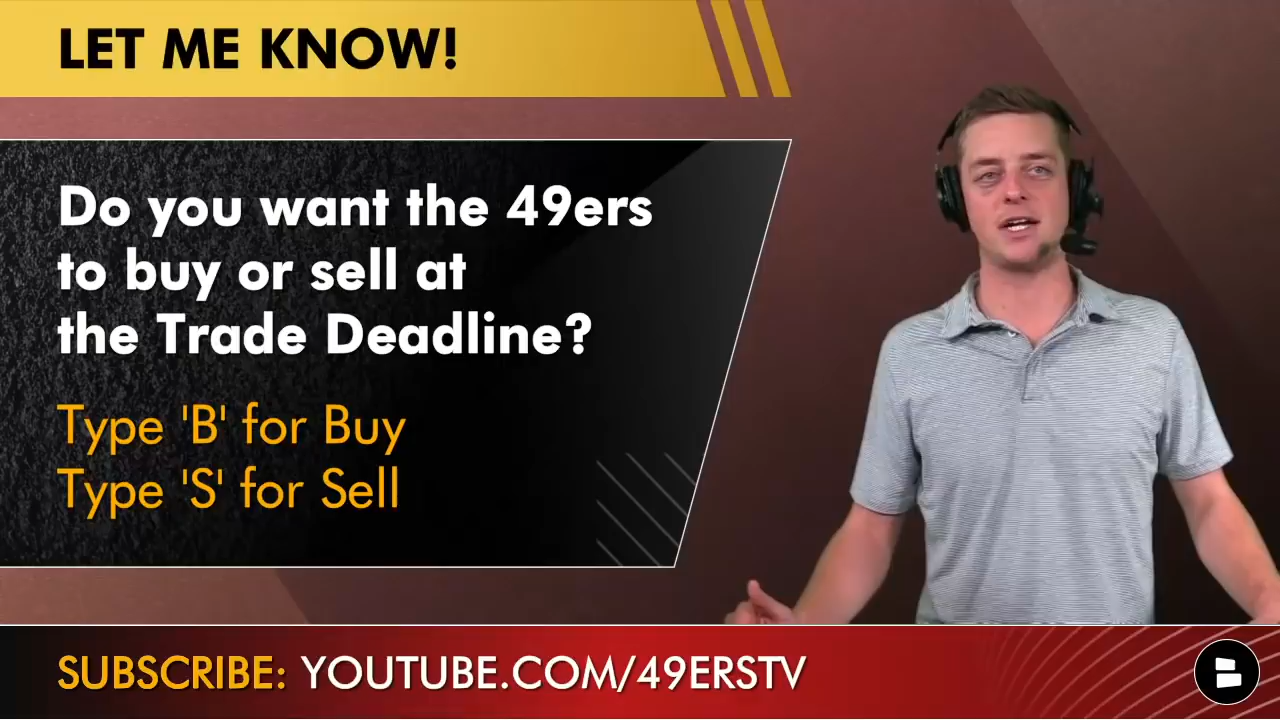 LET ME KNOW!
Do you want the 49ers
to buy or sell at
the Trade Deadline?
Type 'B' for Buy
Type 'S' for Sell
SUBSCRIBE: YOUTUBE.COM/49ERSTV